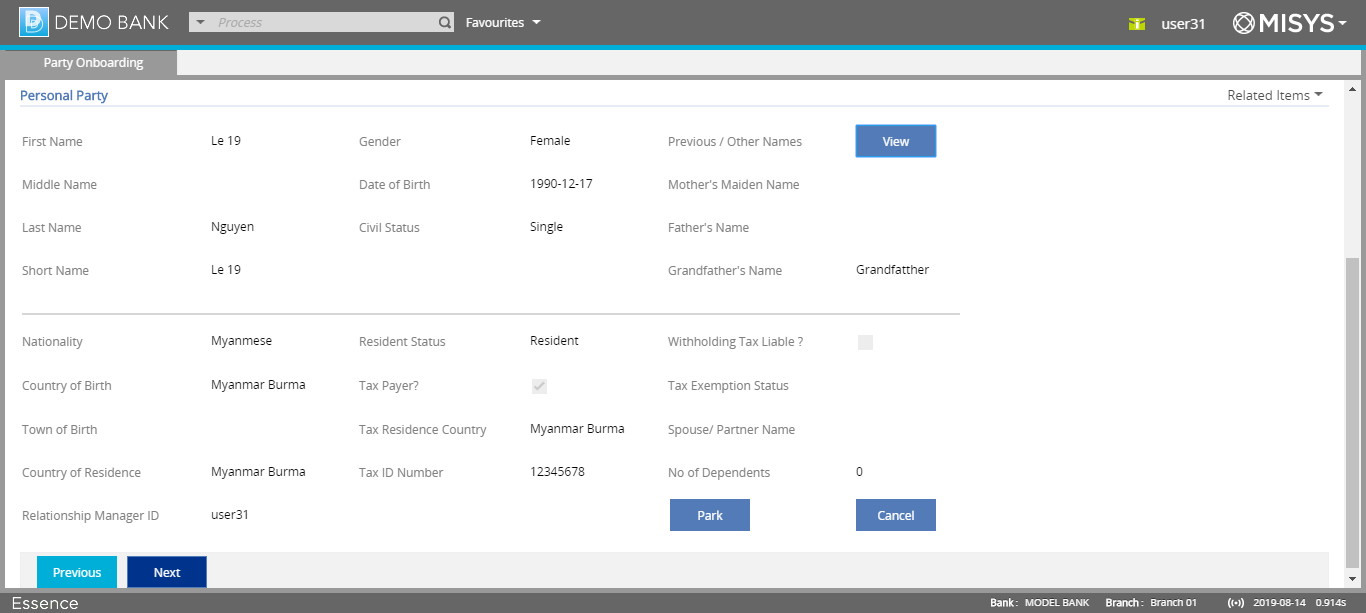 DEMO BANK Process Favourites user31 MISYS
Party Onboarding
Personal Party Related Items
First Name Le 19 Gender Female Previous / Other Names View
Middle Name Date of Birth 1990-12-17 Mother's Maiden Name
Last Name Nguyen Civil Status Single Father's Name
Short Name Le 19 Grandfather's Name Grandfatther
Nationality Myanmese Resident Status Resident Withholding Tax Liable ?
Country of Birth Myanmar Burma Tax Payer? Tax Exemption Status
Town of Birth Tax Residence Country Myanmar Burma Spouse/ Partner Name
Country of Residence Myanmar Burma Tax ID Number 12345678 No of Dependents 0
Relationship Manager ID user31 Park Cancel
Previous Next
Essence Bank : MODEL BANK Branch : Branch 01 2019-08-14 0.914s